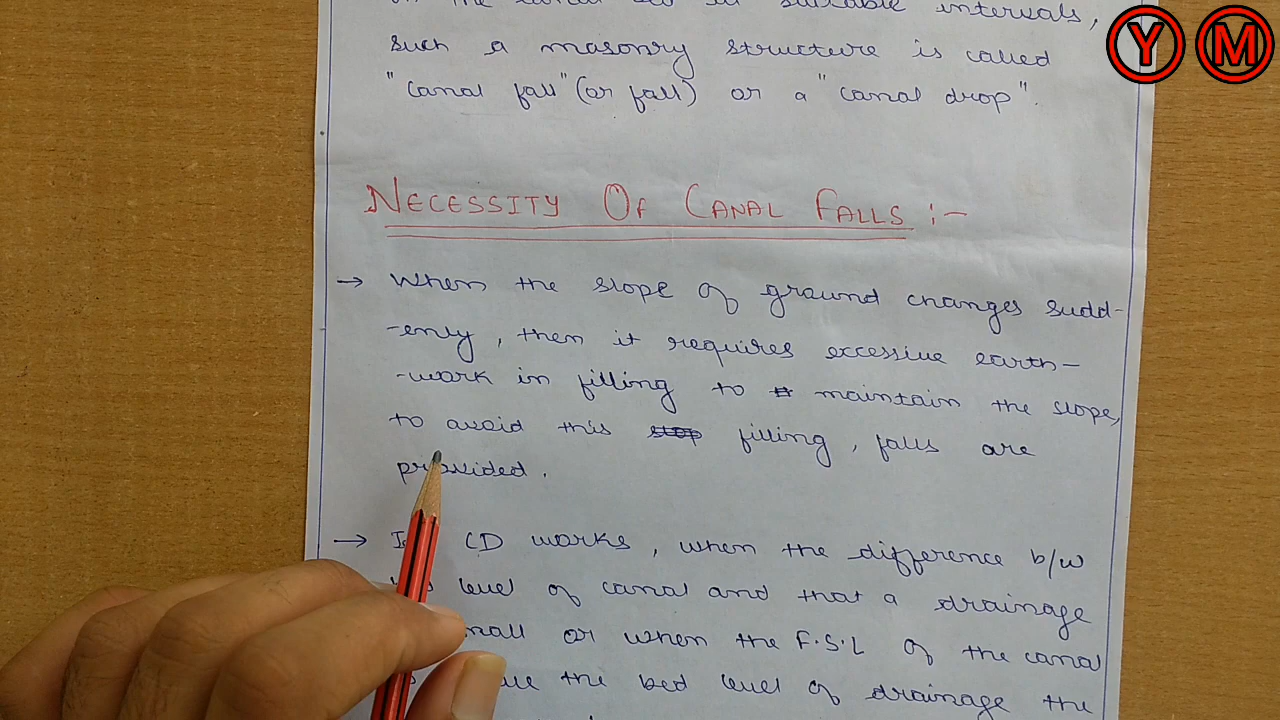 suitable intervals,
such a masonry structure is called
"canal fall" (or fall) or a "canal drop".
Y M
NECESSITY OF CANAL FALLS :-
→ When the slope of ground changes sudd-
-enly, then it requires excessive earth-
-work in filling to maintain the slope,
to avoid this filling, falls are
provided.
→ CD works, when the difference b/w
level of canal and that a drainage
or when the F.S.L of the canal
the bed level of drainage the